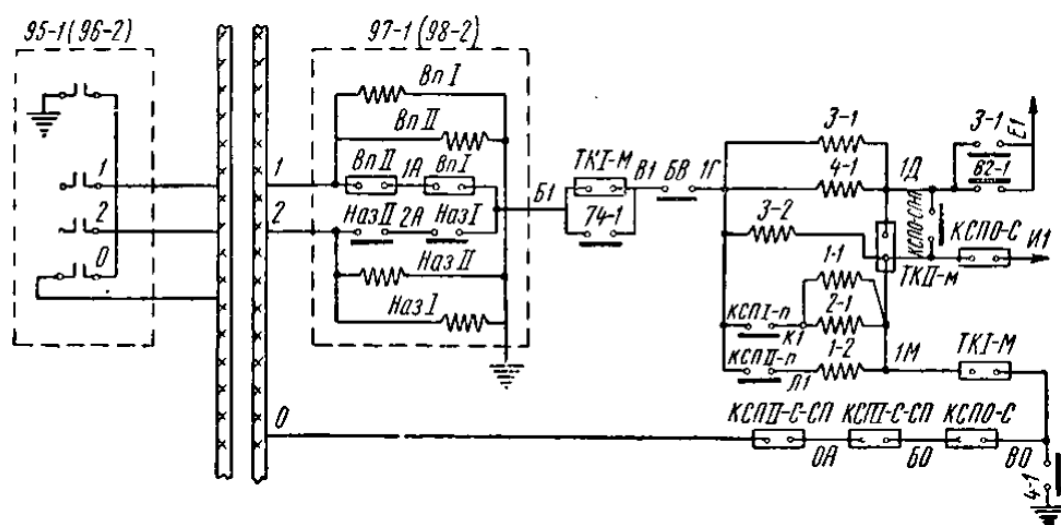 95-1(96-2)
97-1(98-2)
Вп I
Вп II
Вп II 1А Вп I
Наз II 2А Наз I
Наз II
Наз I
1
2
0
1
2
0
Б1
ТКI-М
74-1
В1
БВ
1Г
3-1
4-1
3-2
1-1
2-1
1-2
КСПI-п
К1
КСПII-п
Л1
1Д
3-1
82-1
Е1
КСПО-С
И1
ТКII-м
1М
ТКI-М
КСПII-С-СП
КСПI-С-СП
КСПО-С
ОА
БО
ВО
4-1